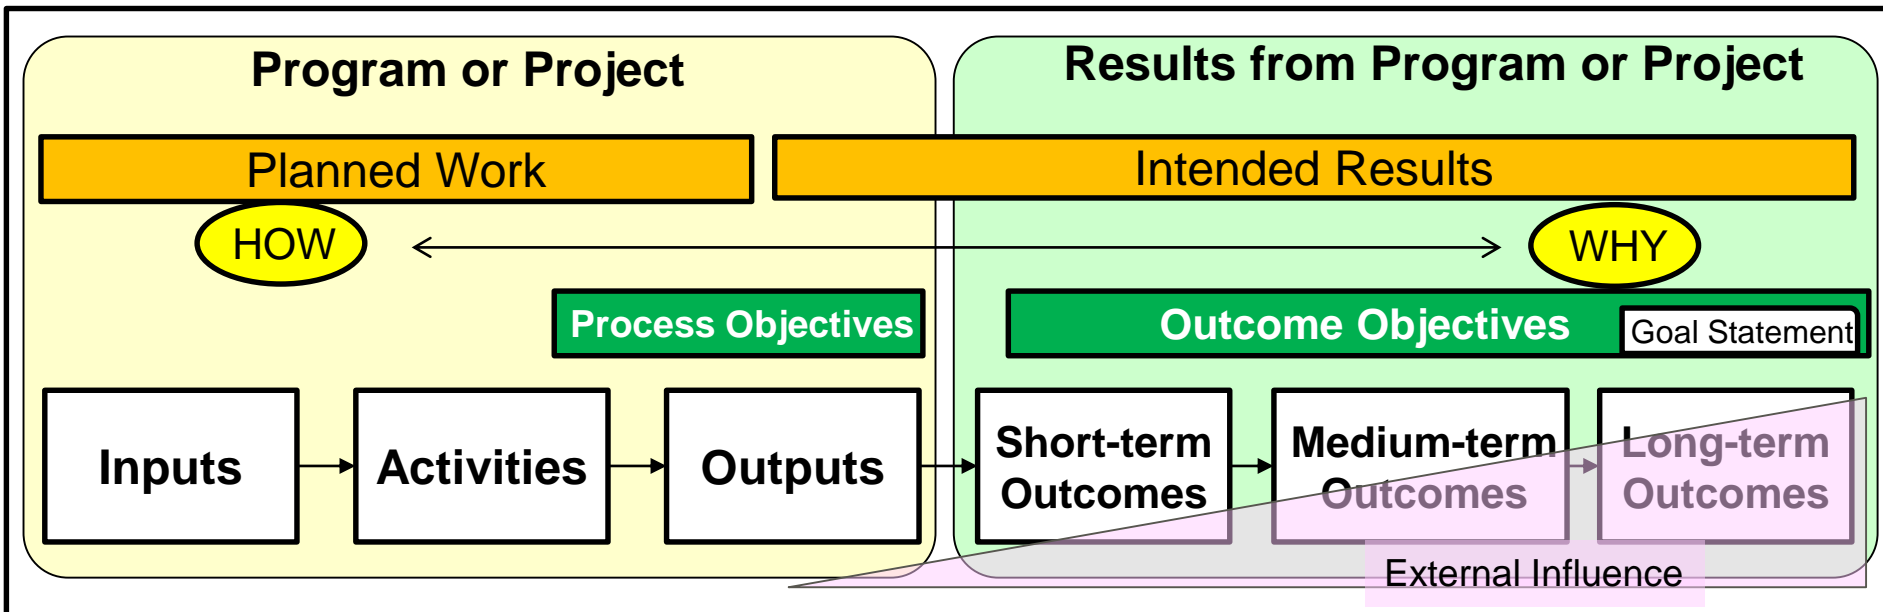 Program or Project
Results from Program or Project
Planned Work
Intended Results
HOW
WHY
Process Objectives
Outcome Objectives
Goal Statement
Inputs
Activities
Outputs
Short-term
Outcomes
Medium-term
Outcomes
Long-term
Outcomes
External Influence